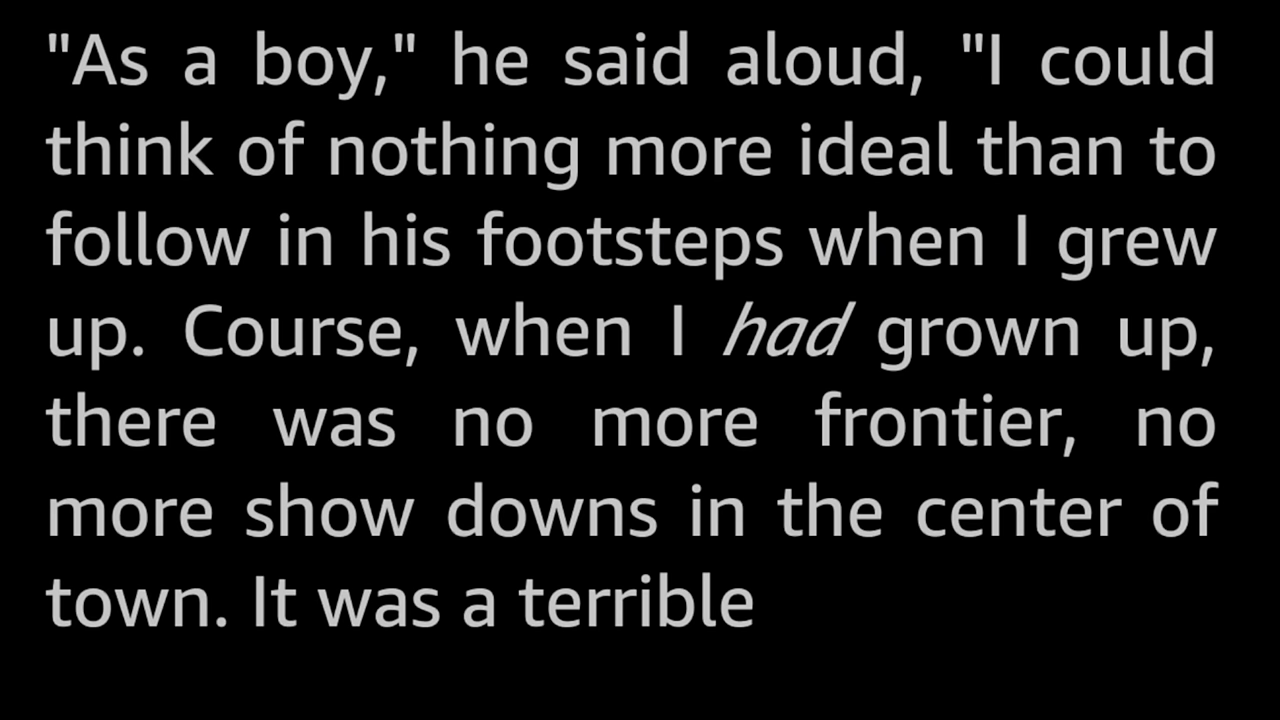 "As a boy," he said aloud, "I could
think of nothing more ideal than to
follow in his footsteps when I grew
up. Course, when I had grown up,
there was no more frontier, no
more show downs in the center of
town. It was a terrible